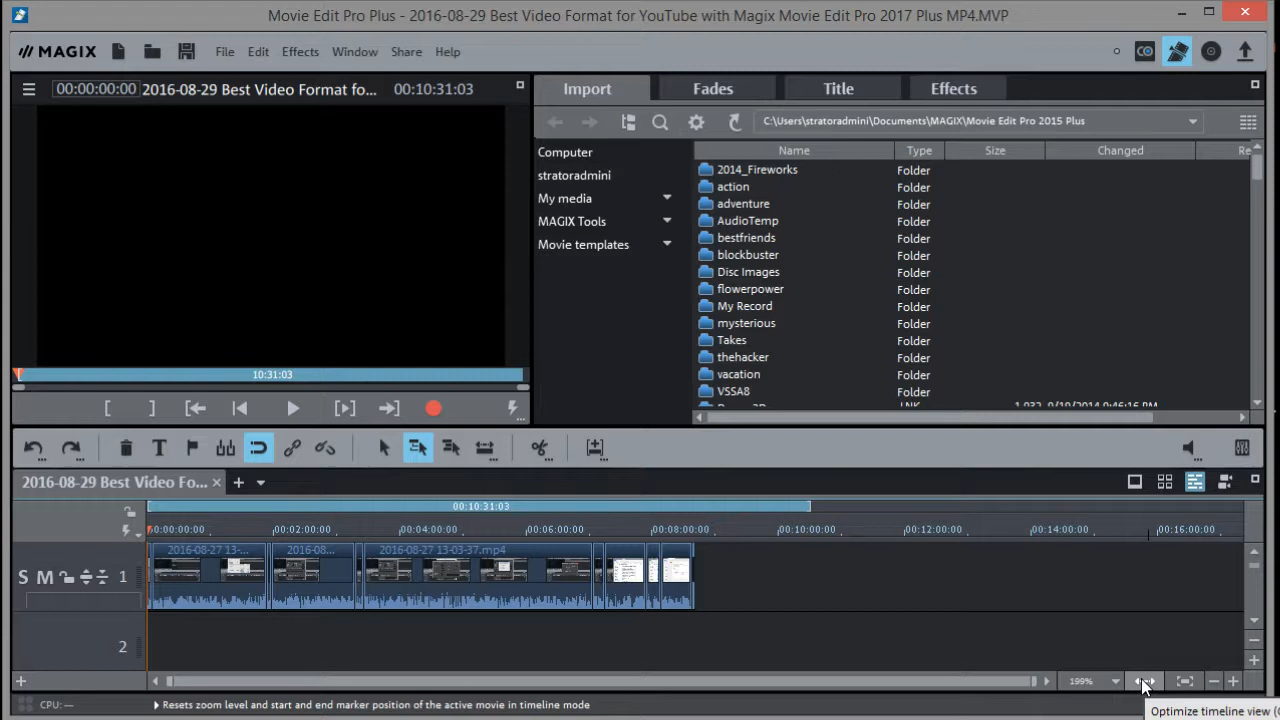 Movie Edit Pro Plus - 2016-08-29 Best Video Format for YouTube with Magix Movie Edit Pro 2017 Plus MP4.MVP
MAGIX File Edit Effects Window Share Help
00:00:00:00 2016-08-29 Best Video Format fo... 00:10:31:03
Import Fades Title Effects
C:\Users\stratoradmini\Documents\MAGIX\Movie Edit Pro 2015 Plus
Computer
stratoradmini
My media
MAGIX Tools
Movie templates
Name Type Size Changed Re
2014_Fireworks Folder
action Folder
adventure Folder
AudioTemp Folder
bestfriends Folder
blockbuster Folder
Disc Images Folder
flowerpower Folder
My Record Folder
mysterious Folder
Takes Folder
thehacker Folder
vacation Folder
VSSA8 Folder
10:31:03
2016-08-29 Best Video Fo...
00:10:31:03
00:00:00:00 00:02:00:00 00:04:00:00 00:06:00:00 00:08:00:00 00:10:00:00 00:12:00:00 00:14:00:00 00:16:00:00
2016-08-27 13-... 2016-08... 2016-08-27 13-03-37.mp4
S M 1
2
199%
CPU: —
Resets zoom level and start and end marker position of the active movie in timeline mode
Optimize timeline view (